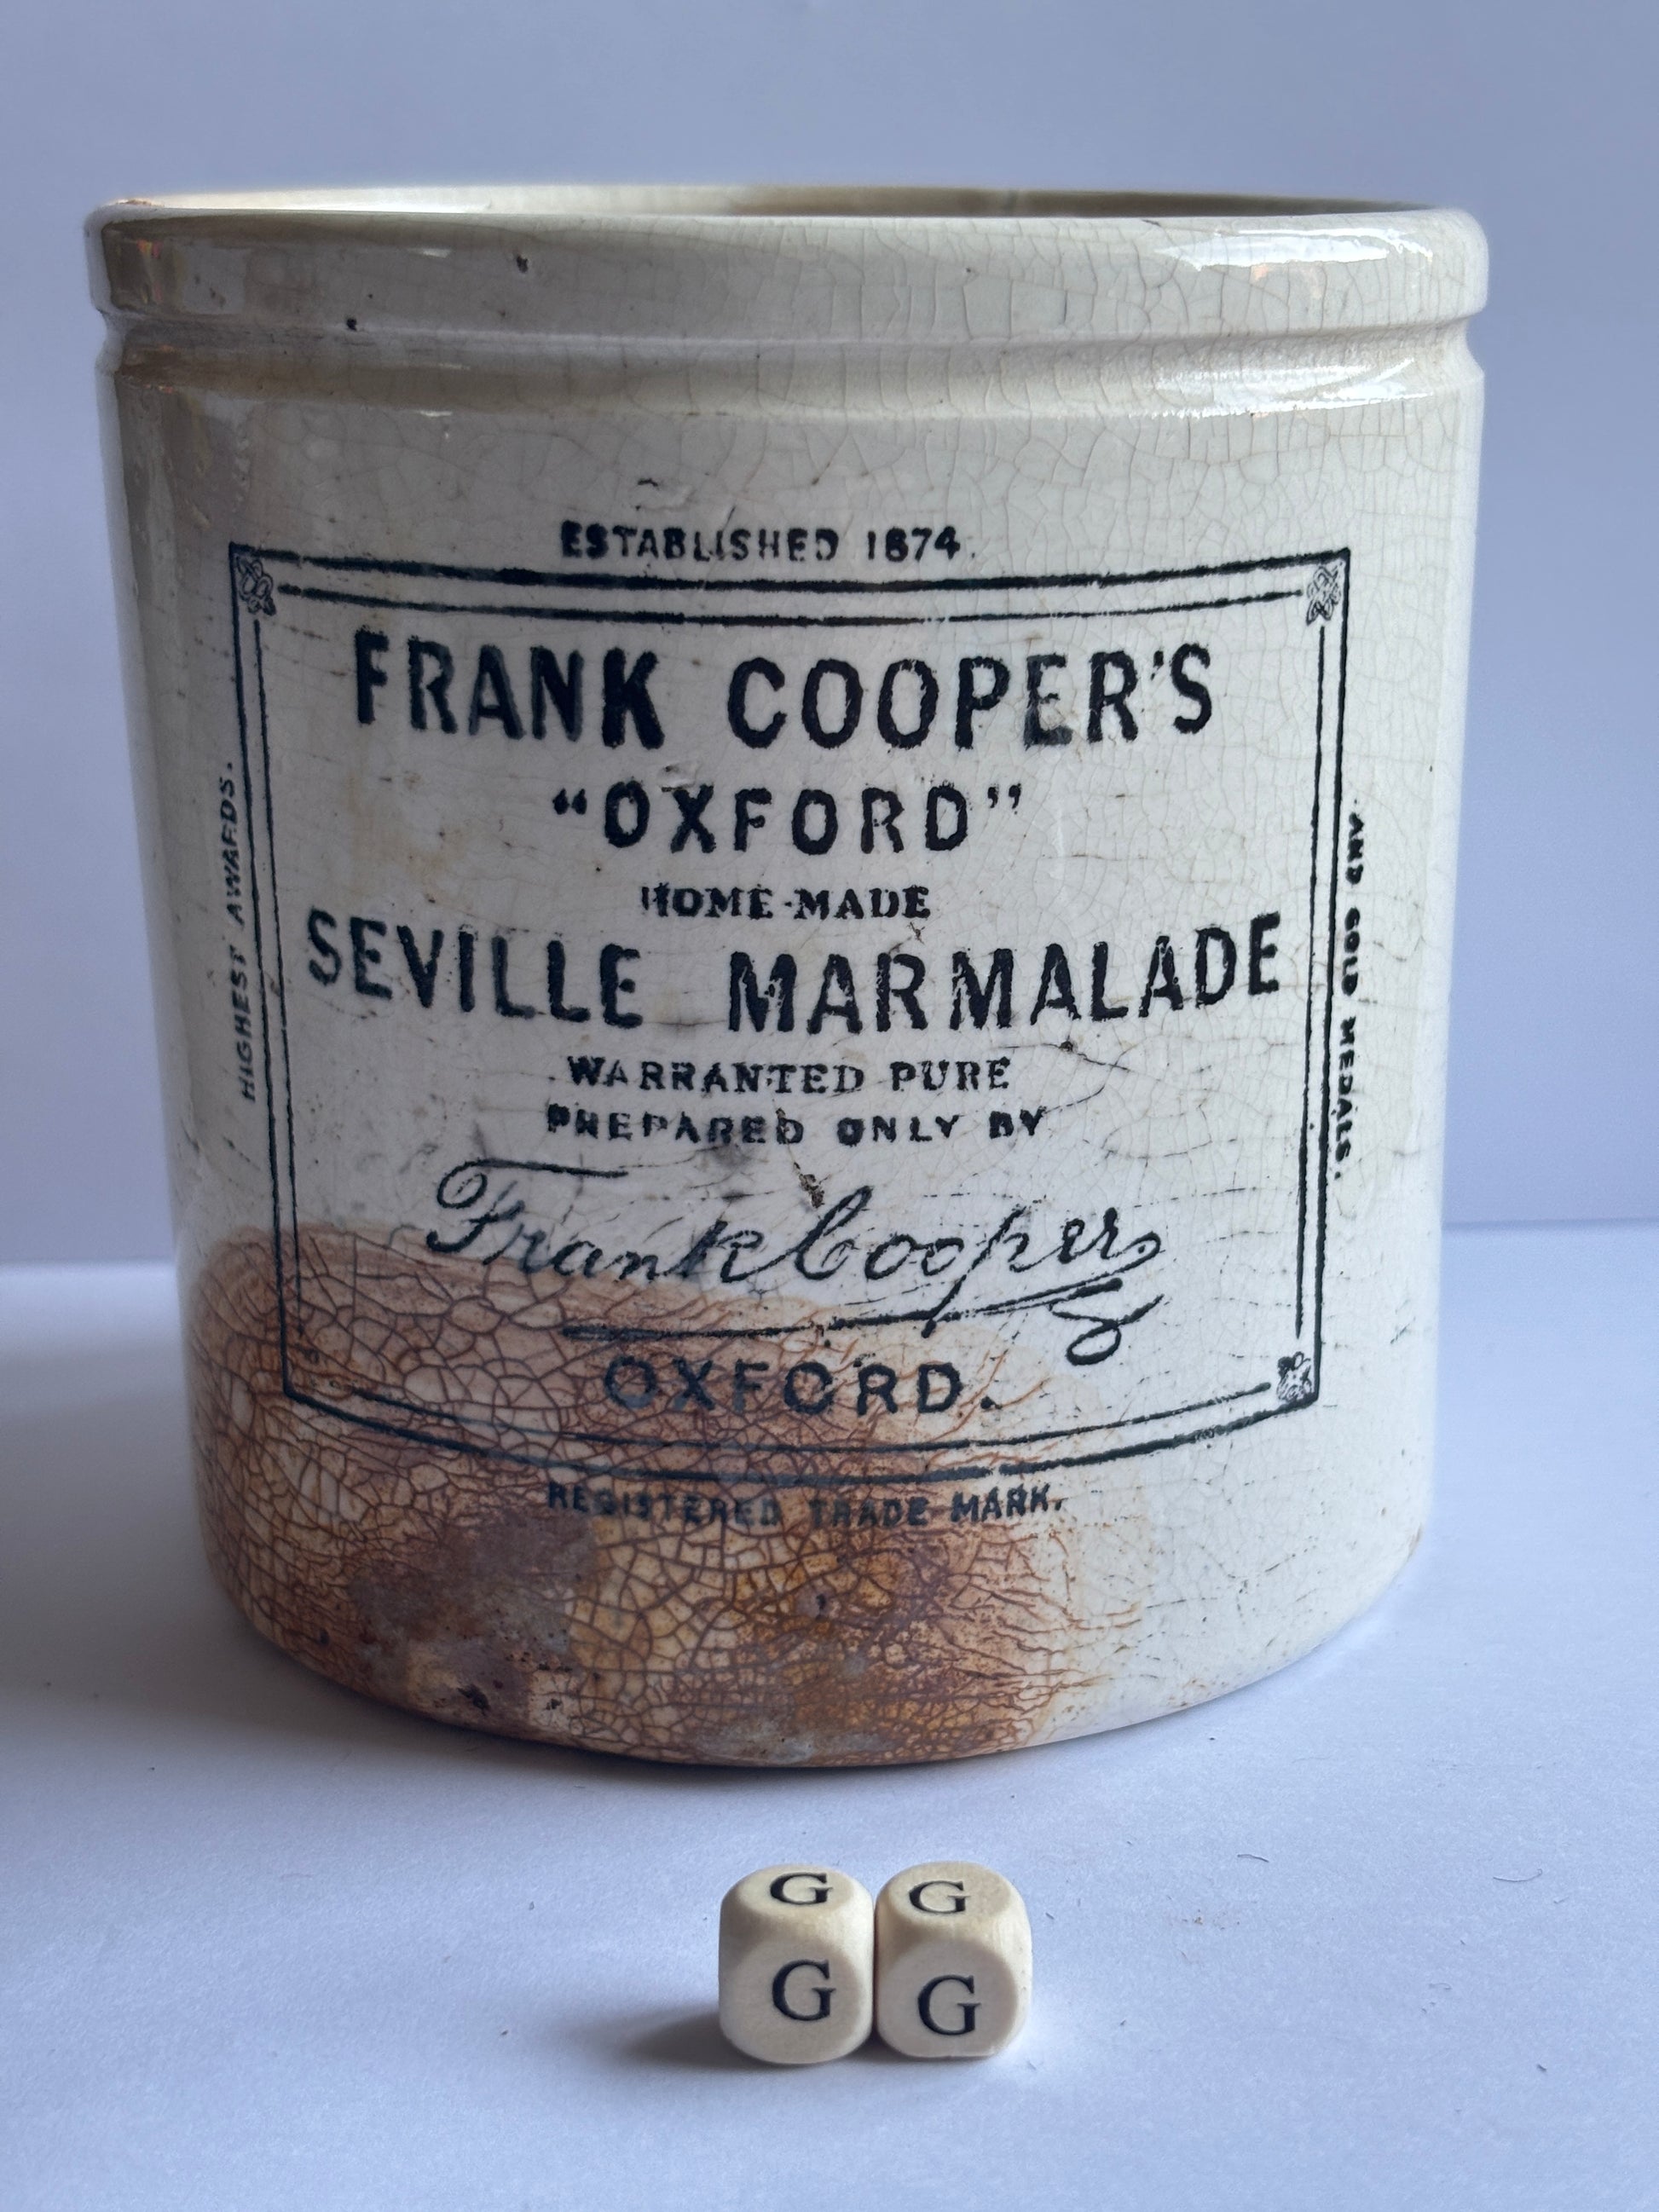 ESTABLISHED 1874.
FRANK COOPER'S
"OXFORD"
HOME-MADE
SEVILLE MARMALADE
WARRANTED PURE
PREPARED ONLY BY
Frank Cooper
OXFORD.
REGISTERED TRADE MARK.
HIGHEST AWARDS.
AND GOLD MEDALS.
G G
G G